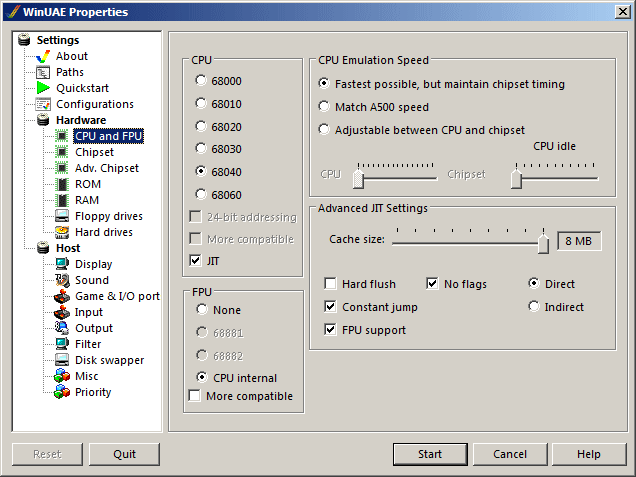 WinUAE Properties
Settings
About
Paths
Quickstart
Configurations
Hardware
CPU and FPU
Chipset
Adv. Chipset
ROM
RAM
Floppy drives
Hard drives
Host
Display
Sound
Game & I/O port
Input
Output
Filter
Disk swapper
Misc
Priority
CPU
68000
68010
68020
68030
68040
68060
24-bit addressing
More compatible
JIT
FPU
None
68881
68882
CPU internal
More compatible
CPU Emulation Speed
Fastest possible, but maintain chipset timing
Match A500 speed
Adjustable between CPU and chipset
CPU idle
CPU Chipset
Advanced JIT Settings
Cache size: 8 MB
Hard flush No flags Direct
Constant jump Indirect
FPU support
Reset Quit Start Cancel Help